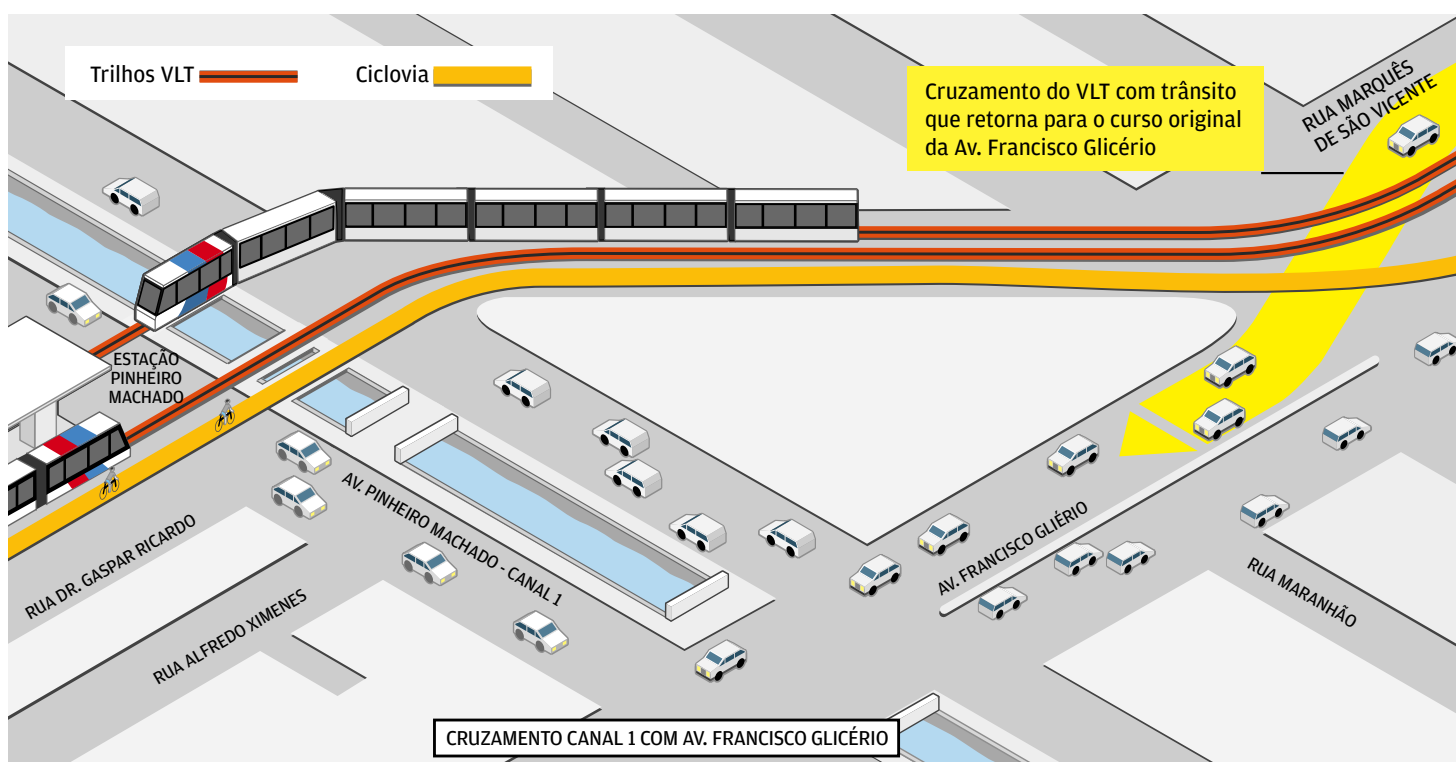 Trilhos VLT
Ciclovia
Cruzamento do VLT com trânsito
que retorna para o curso original
da Av. Francisco Glicério
RUA MARQUÊS
DE SÃO VICENTE
ESTAÇÃO
PINHEIRO
MACHADO
AV. PINHEIRO MACHADO - CANAL 1
RUA DR. GASPAR RICARDO
RUA ALFREDO XIMENES
AV. FRANCISCO GLIÉRIO
RUA MARANHÃO
CRUZAMENTO CANAL 1 COM AV. FRANCISCO GLICÉRIO